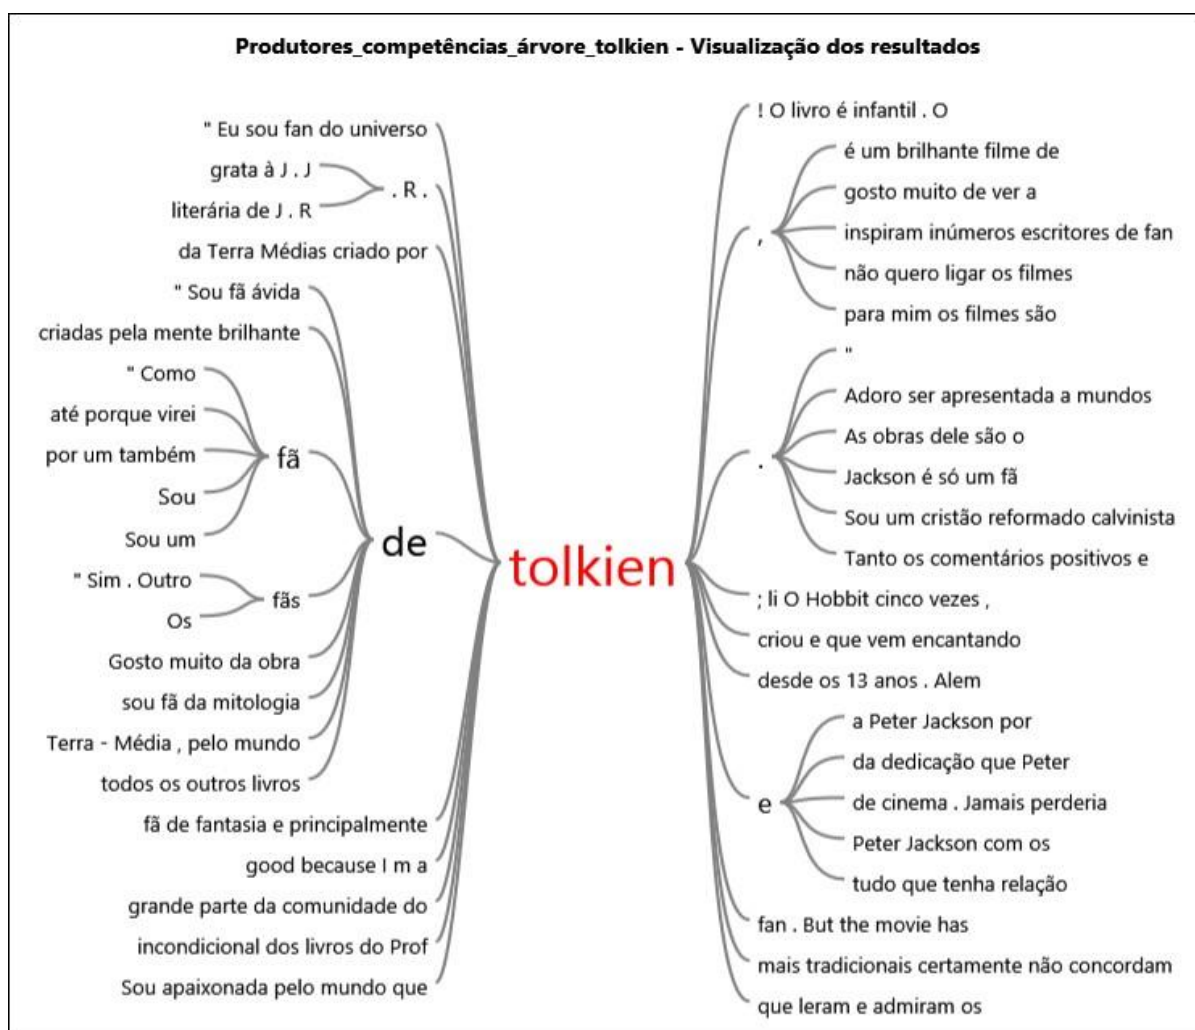 Produtores_competências_árvore_tolkien - Visualização dos resultados
" Eu sou fan do universo
grata à J . J
literária de J . R
. R .
da Terra Médias criado por
" Sou fã ávida
criadas pela mente brilhante
" Como
até porque virei
por um também
Sou
Sou um
fã
" Sim . Outro
Os
fãs
Gosto muito da obra
sou fã da mitologia
Terra - Média , pelo mundo
todos os outros livros
de
fã de fantasia e principalmente
good because I m a
grande parte da comunidade do
incondicional dos livros do Prof
Sou apaixonada pelo mundo que
tolkien
! O livro é infantil . O
,
é um brilhante filme de
gosto muito de ver a
inspiram inúmeros escritores de fan
não quero ligar os filmes
para mim os filmes são
.
"
Adoro ser apresentada a mundos
As obras dele são o
Jackson é só um fã
Sou um cristão reformado calvinista
Tanto os comentários positivos e
; li O Hobbit cinco vezes ,
criou e que vem encantando
desde os 13 anos . Alem
e
a Peter Jackson por
da dedicação que Peter
de cinema . Jamais perderia
Peter Jackson com os
tudo que tenha relação
fan . But the movie has
mais tradicionais certamente não concordam
que leram e admiram os